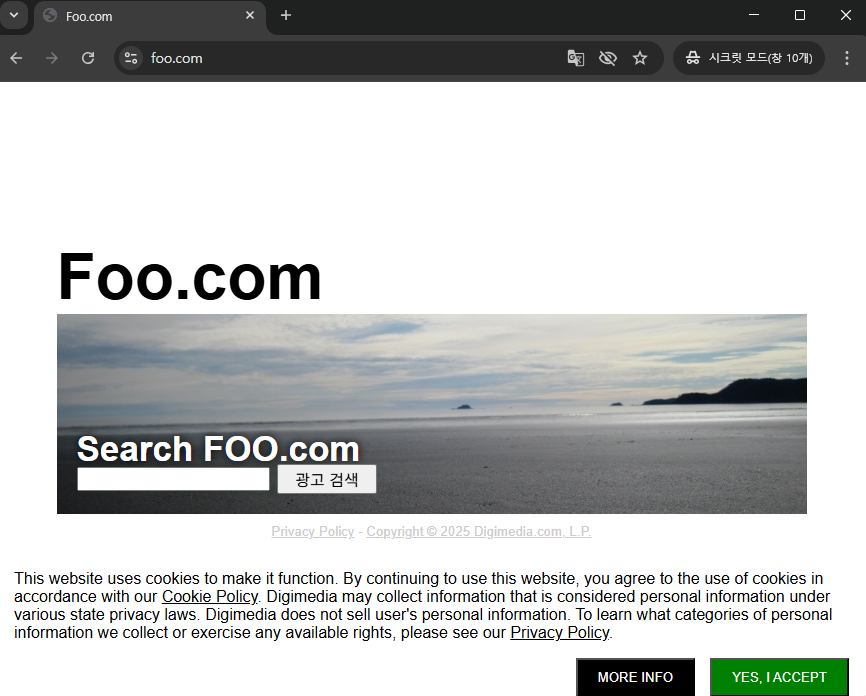 Foo.com
foo.com
시크릿 모드(창 10개)
Foo.com
Search FOO.com
광고 검색
Privacy Policy - Copyright © 2025 Digimedia.com, L.P.
This website uses cookies to make it function. By continuing to use this website, you agree to the use of cookies in
accordance with our Cookie Policy. Digimedia may collect information that is considered personal information under
various state privacy laws. Digimedia does not sell user's personal information. To learn what categories of personal
information we collect or exercise any available rights, please see our Privacy Policy.
MORE INFO
YES, I ACCEPT